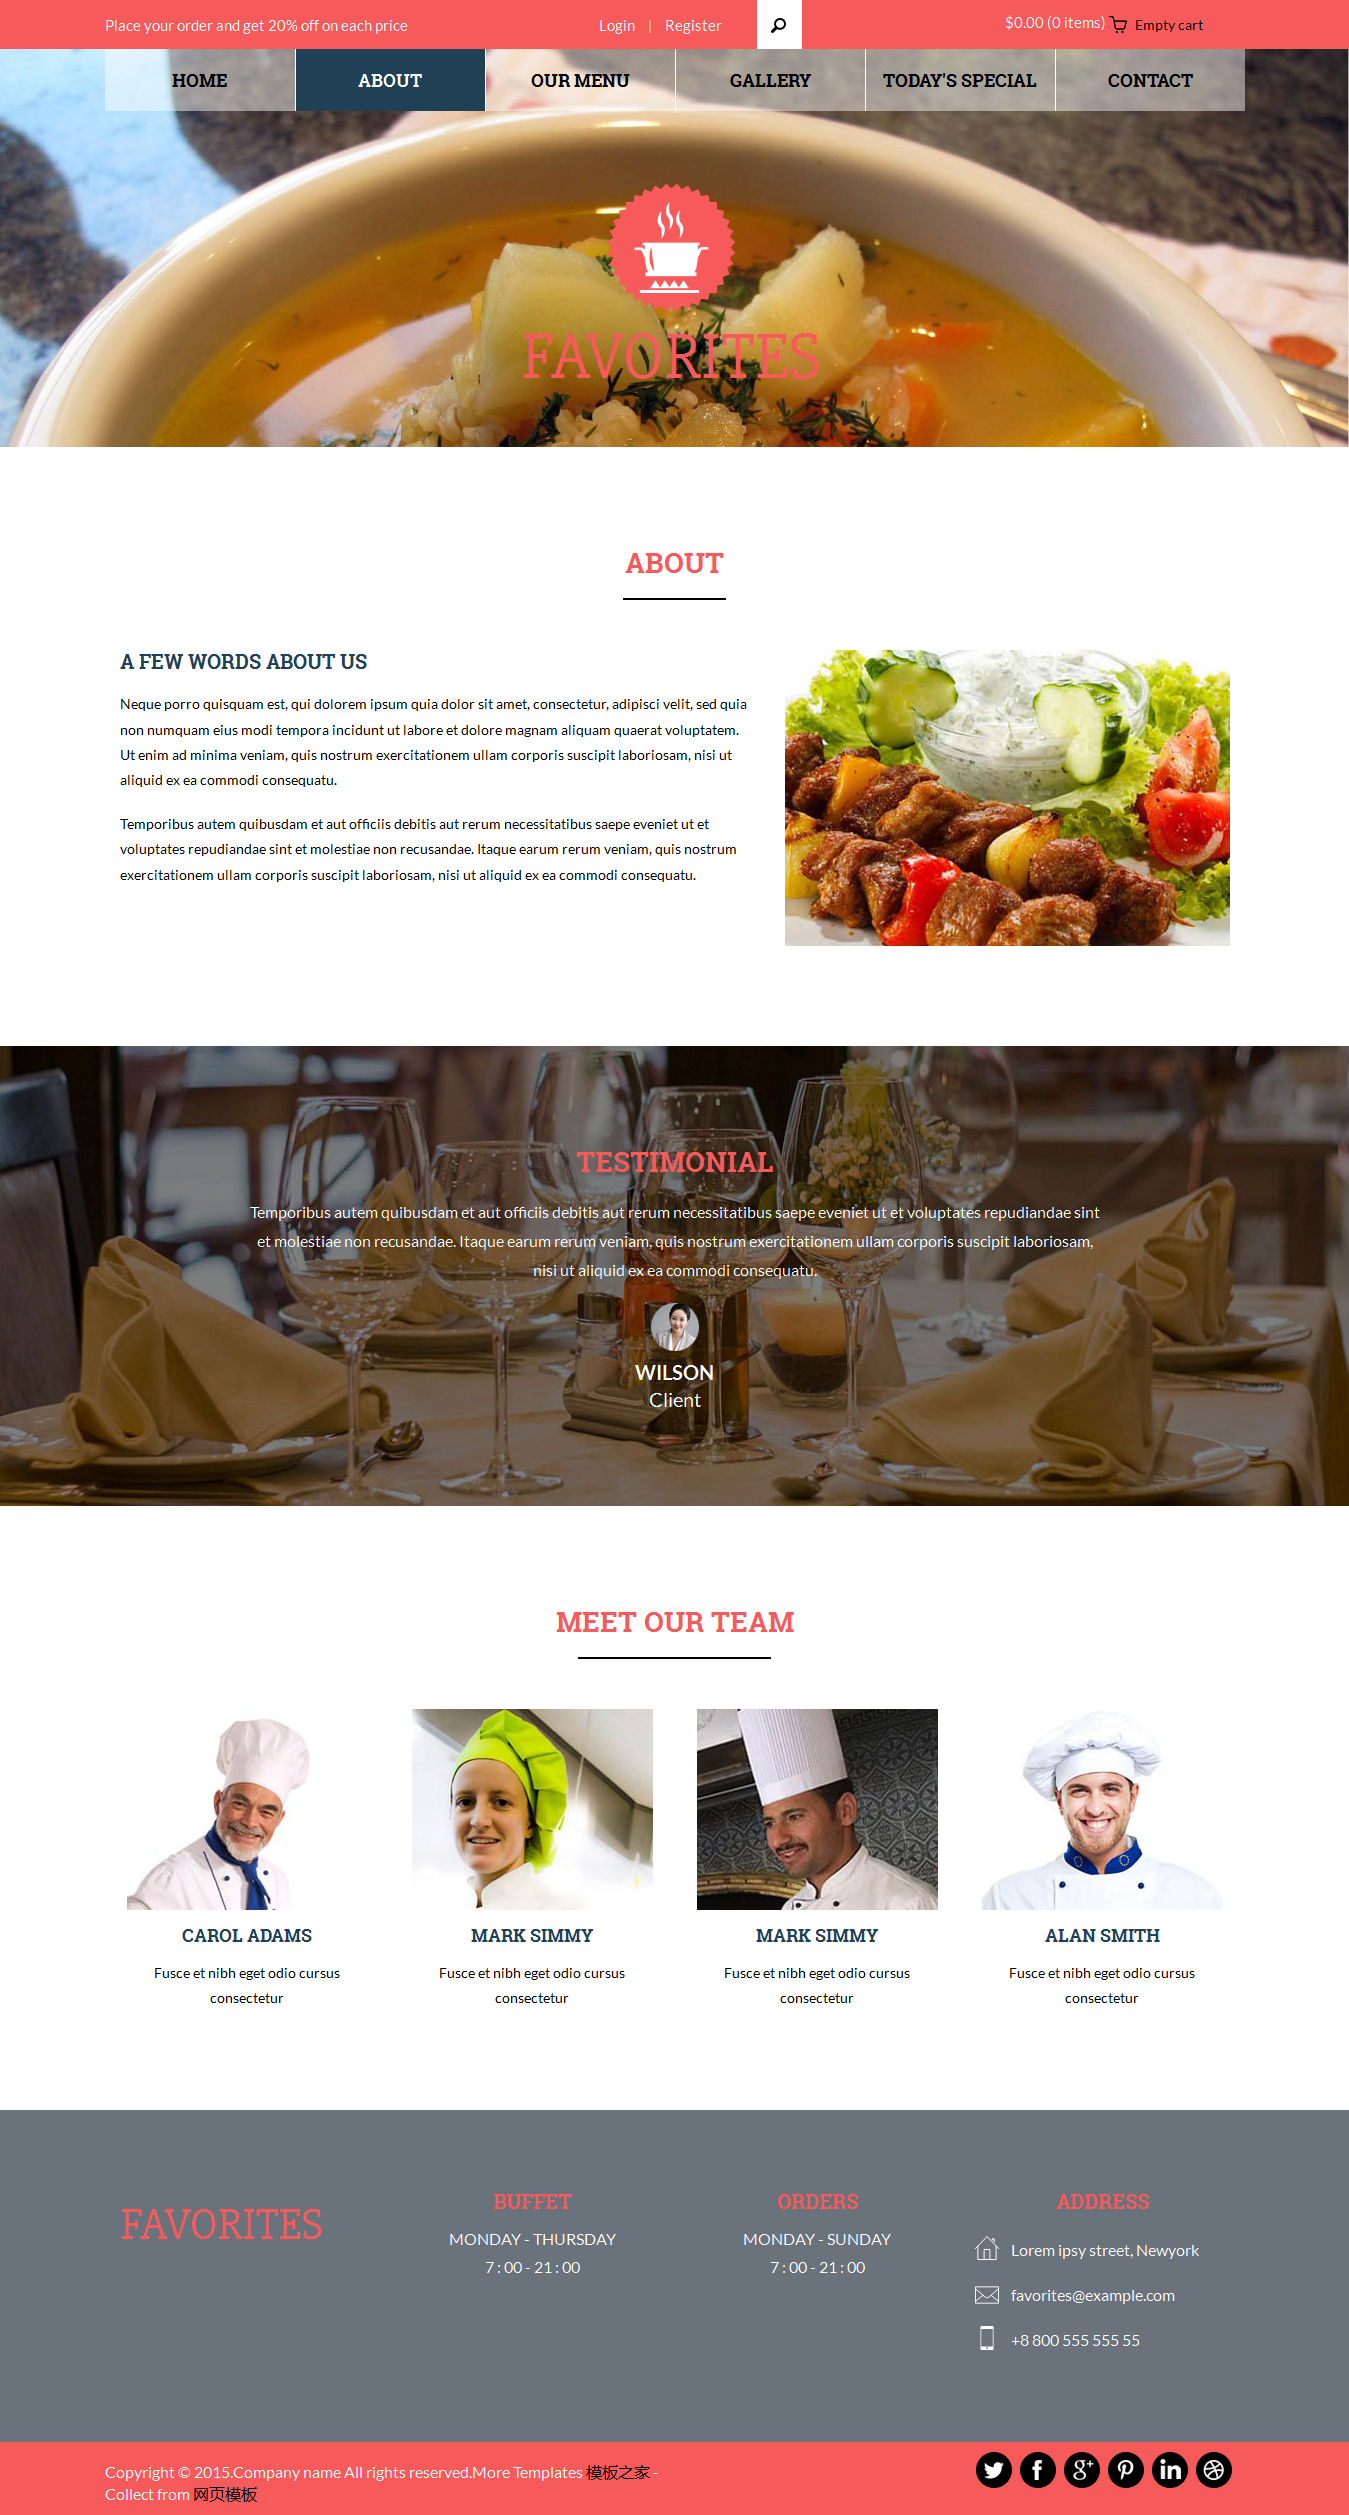 Place your order and get 20% off on each price
Login | Register
$0.00 (0 items) Empty cart
HOME
ABOUT
OUR MENU
GALLERY
TODAY'S SPECIAL
CONTACT
FAVORITES
ABOUT
A FEW WORDS ABOUT US
Neque porro quisquam est, qui dolorem ipsum quia dolor sit amet, consectetur, adipisci velit, sed quia
non numquam eius modi tempora incidunt ut labore et dolore magnam aliquam quaerat voluptatem.
Ut enim ad minima veniam, quis nostrum exercitationem ullam corporis suscipit laboriosam, nisi ut
aliquid ex ea commodi consequatu.
Temporibus autem quibusdam et aut officiis debitis aut rerum necessitatibus saepe eveniet ut et
voluptates repudiandae sint et molestiae non recusandae. Itaque earum rerum veniam, quis nostrum
exercitationem ullam corporis suscipit laboriosam, nisi ut aliquid ex ea commodi consequatu.
TESTIMONIAL
Temporibus autem quibusdam et aut officiis debitis aut rerum necessitatibus saepe eveniet ut et voluptates repudiandae sint
et molestiae non recusandae. Itaque earum rerum veniam, quis nostrum exercitationem ullam corporis suscipit laboriosam,
nisi ut aliquid ex ea commodi consequatu.
WILSON
Client
MEET OUR TEAM
CAROL ADAMS
Fusce et nibh eget odio cursus
consectetur
MARK SIMMY
Fusce et nibh eget odio cursus
consectetur
MARK SIMMY
Fusce et nibh eget odio cursus
consectetur
ALAN SMITH
Fusce et nibh eget odio cursus
consectetur
FAVORITES
BUFFET
MONDAY - THURSDAY
7 : 00 - 21 : 00
ORDERS
MONDAY - SUNDAY
7 : 00 - 21 : 00
ADDRESS
Lorem ipsy street, Newyork
favorites@example.com
+8 800 555 555 55
Copyright © 2015.Company name All rights reserved.More Templates 模板之家 -
Collect from 网页模板